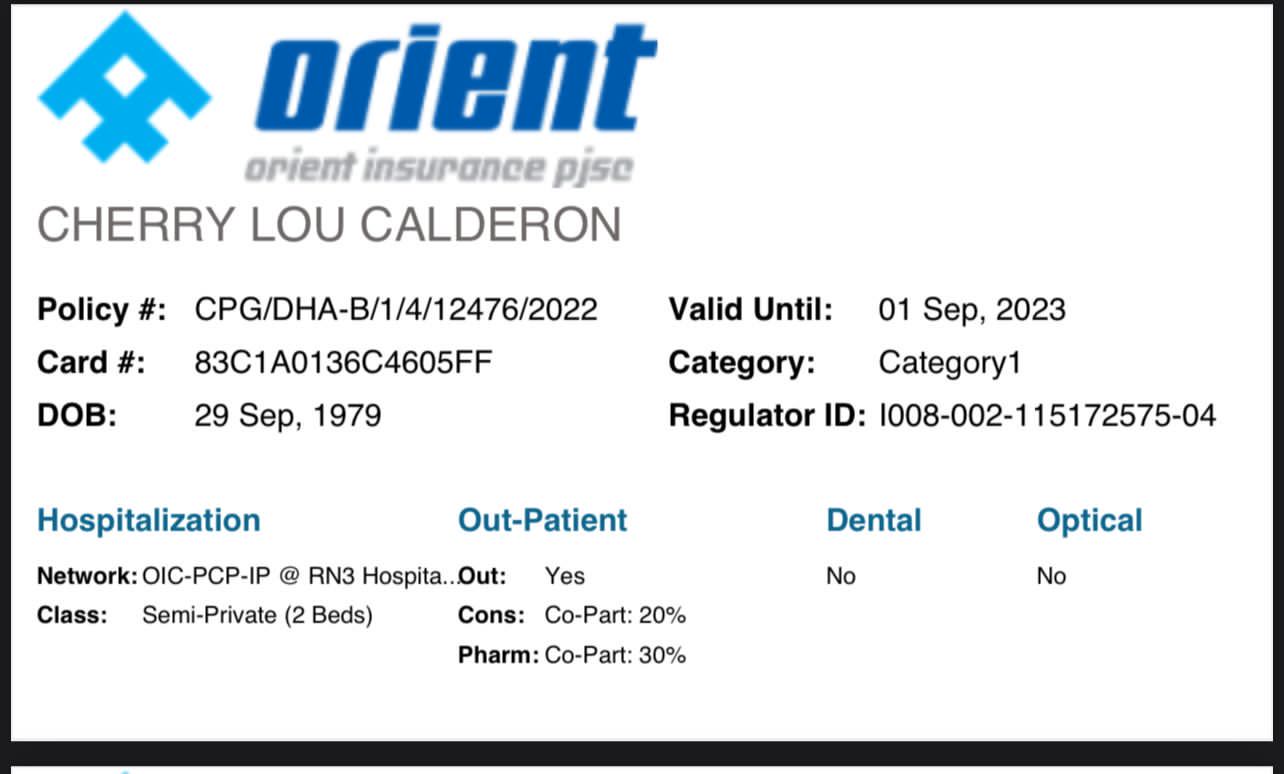 orient
orient insurance pjsc
CHERRY LOU CALDERON
Policy #: CPG/DHA-B/1/4/12476/2022 Valid Until: 01 Sep, 2023
Card #: 83C1A0136C4605FF Category: Category1
DOB: 29 Sep, 1979 Regulator ID: I008-002-115172575-04
Hospitalization Out-Patient Dental Optical
Network: OIC-PCP-IP @ RN3 Hospita... Out: Yes No No
Class: Semi-Private (2 Beds) Cons: Co-Part: 20%
Pharm: Co-Part: 30%